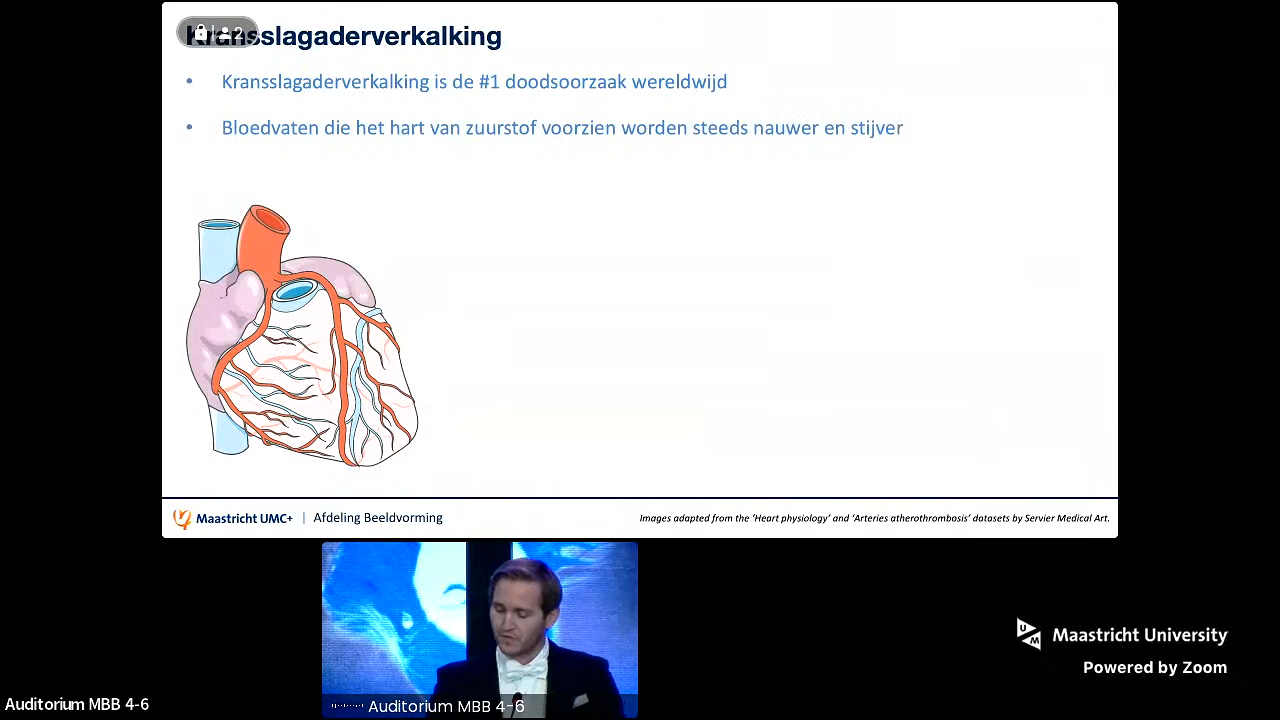 Kransslagaderverkalking
2
• Kransslagaderverkalking is de #1 doodsoorzaak wereldwijd
• Bloedvaten die het hart van zuurstof voorzien worden steeds nauwer en stijver
Maastricht UMC+ | Afdeling Beeldvorming
Images adapted from the ‘Heart physiology’ and ‘Arteries atherothrombosis’ datasets by Servier Medical Art.
UM
Maastricht University
Powered by Zoom
Auditorium MBB 4-6
Auditorium MBB 4-6